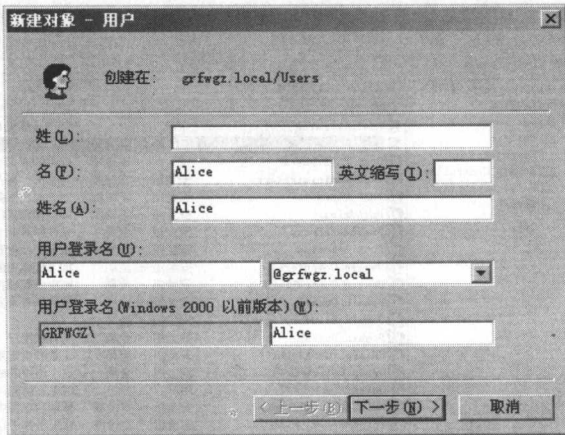 新建对象 - 用户
创建在: grfwgz.local/Users
姓(L):
名(F): Alice 英文缩写(I):
姓名(A): Alice
用户登录名(U):
Alice @grfwgz.local
用户登录名(Windows 2000 以前版本)(W):
GRFWGZ\ Alice
< 上一步(B) 下一步(N) > 取消